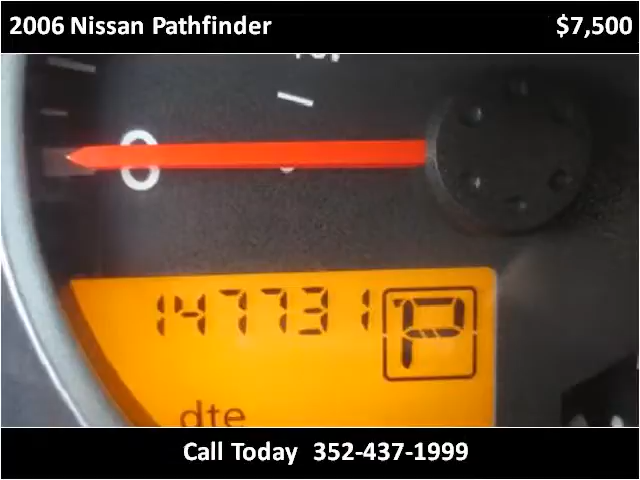 2006 Nissan Pathfinder $7,500
0
147731 P
dte
Call Today 352-437-1999